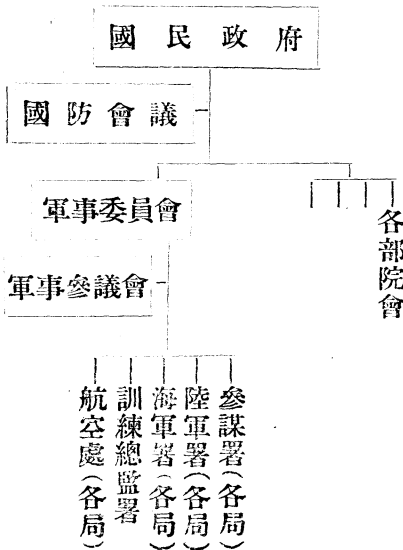 國民政府
國防會議
軍事委員會
各部院會
軍事參議會
參謀署(各局)
陸軍署(各局)
海軍署(各局)
訓練總監署
航空處(各局)